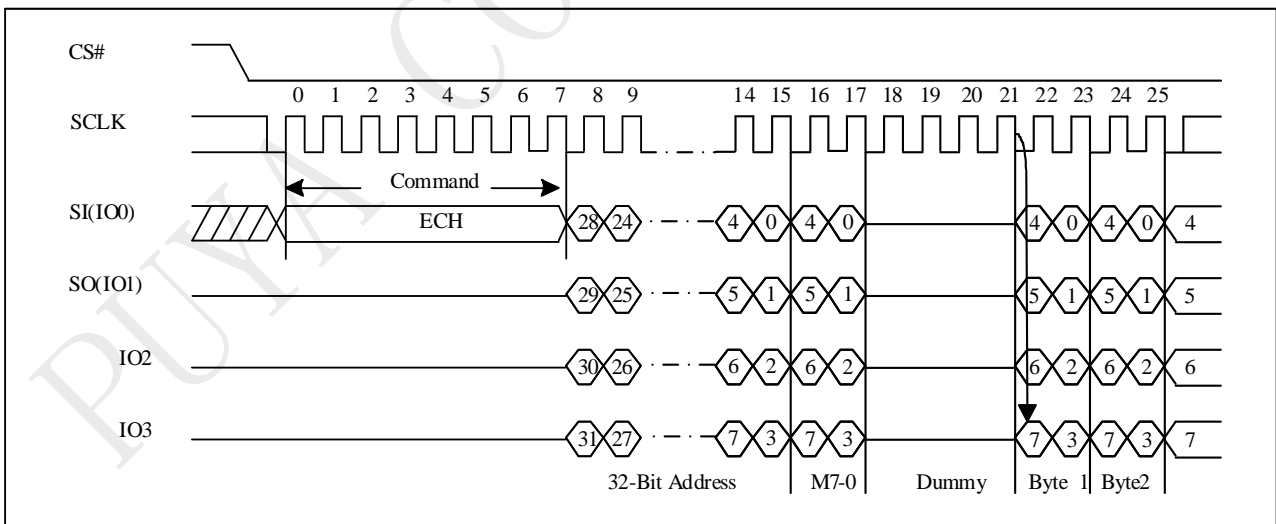 PUYA CO
CS#
0 1 2 3 4 5 6 7 8 9 14 15 16 17 18 19 20 21 22 23 24 25
SCLK
Command
SI(IO0) ECH 28 24 4 0 4 0 4 0 4 0 4
SO(IO1) 29 25 5 1 5 1 5 1 5 1 5
IO2 30 26 6 2 6 2 6 2 6 2 6
IO3 31 27 7 3 7 3 7 3 7 3 7
32-Bit Address M7-0 Dummy Byte 1 Byte2